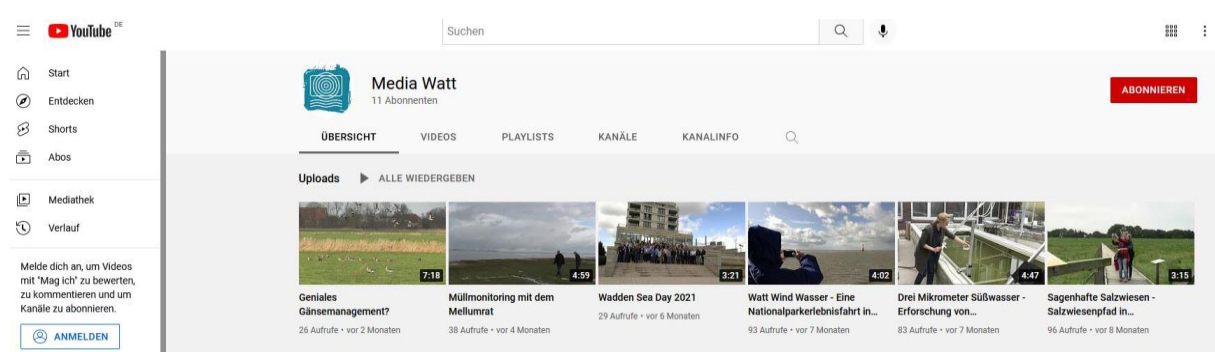 YouTube DE
Suchen
Start
Entdecken
Shorts
Abos
Mediathek
Verlauf
Melde dich an, um Videos
mit "Mag ich" zu bewerten,
zu kommentieren und um
Kanäle zu abonnieren.
ANMELDEN
Media Watt
11 Abonnenten
ABONNIEREN
ÜBERSICHT VIDEOS PLAYLISTS KANÄLE KANALINFO
Uploads ALLE WIEDERGEBEN
7:18
Geniales
Gänsemanagement?
26 Aufrufe • vor 2 Monaten
4:59
Müllmonitoring mit dem
Mellumrat
38 Aufrufe • vor 4 Monaten
3:21
Wadden Sea Day 2021
29 Aufrufe • vor 6 Monaten
4:02
Watt Wind Wasser - Eine
Nationalparkerlebnisfahrt in...
93 Aufrufe • vor 7 Monaten
4:47
Drei Mikrometer Süßwasser -
Erforschung von...
83 Aufrufe • vor 7 Monaten
3:15
Sagenhafte Salzwiesen -
Salzwiesenpfad in...
96 Aufrufe • vor 8 Monaten